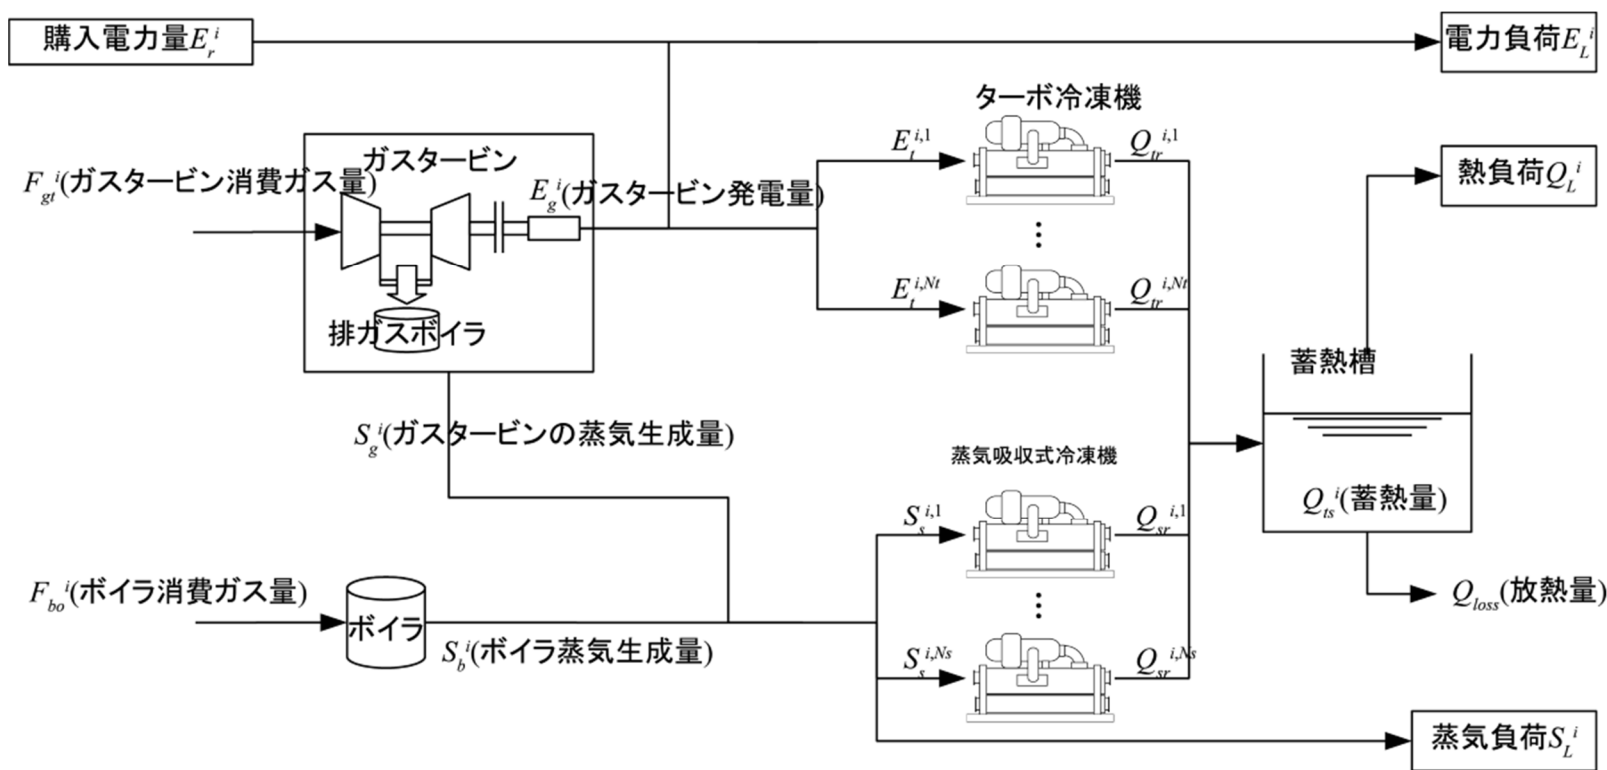 購入電力量E_r^i
電力負荷E_L^i
ターボ冷凍機
ガスタービン
F_gt^i(ガスタービン消費ガス量)
E_g^i(ガスタービン発電量)
E_t^i,1
Q_tr^i,1
熱負荷Q_L^i
⋮
E_t^i,Nt
Q_tr^i,Nt
排ガスボイラ
蓄熱槽
S_g^i(ガスタービンの蒸気生成量)
蒸気吸収式冷凍機
S_s^i,1
Q_sr^i,1
Q_ts^i(蓄熱量)
F_bo^i(ボイラ消費ガス量)
ボイラ
⋮
Q_loss(放熱量)
S_b^i(ボイラ蒸気生成量)
S_s^i,Ns
Q_sr^i,Ns
蒸気負荷S_L^i